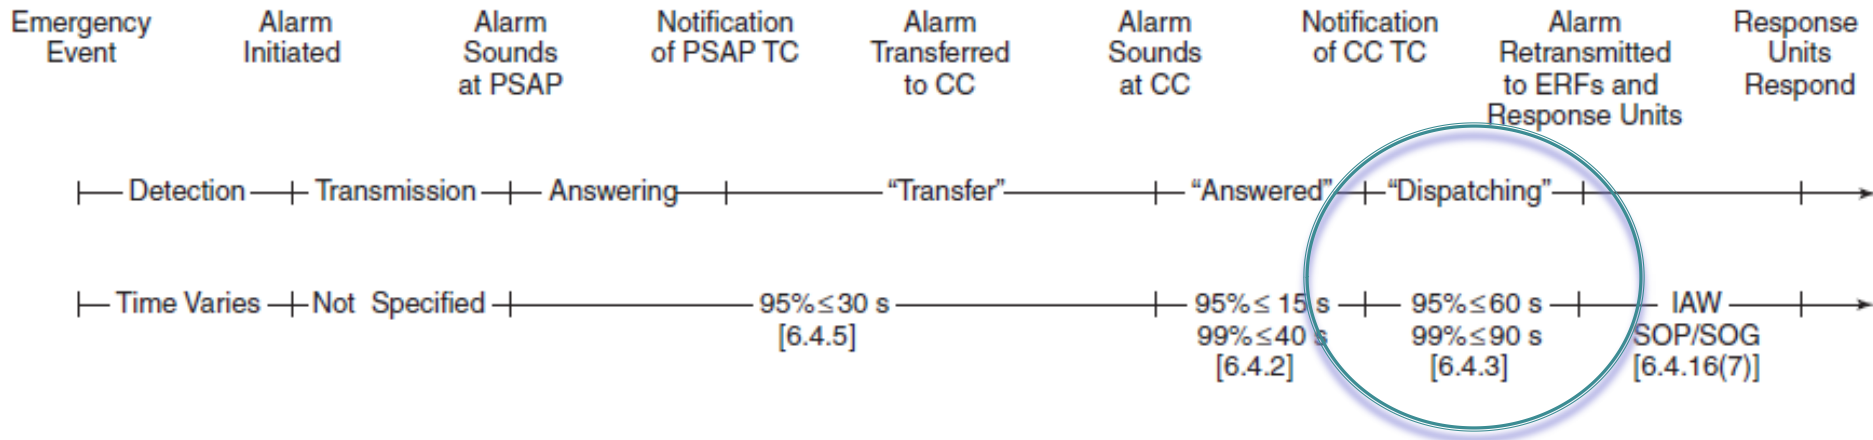 Emergency
Event
Alarm
Initiated
Alarm
Sounds
at PSAP
Notification
of PSAP TC
Alarm
Transferred
to CC
Alarm
Sounds
at CC
Notification
of CC TC
Alarm
Retransmitted
to ERFs and
Response Units
Response
Units
Respond
Detection
Transmission
Answering
“Transfer”
“Answered”
“Dispatching”
Time Varies
Not Specified
95%≤30 s
[6.4.5]
95%≤ 15 s
99%≤40 s
[6.4.2]
95%≤60 s
99%≤90 s
[6.4.3]
IAW
SOP/SOG
[6.4.16(7)]